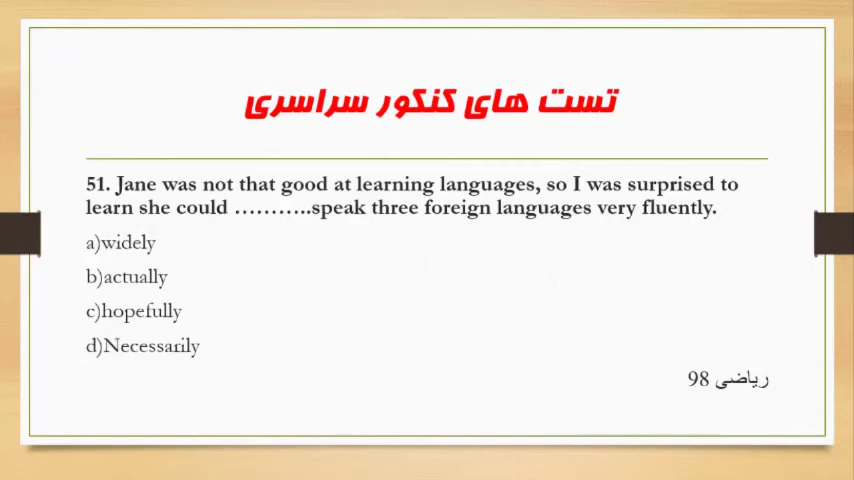 تست های کنکور سراسری
51. Jane was not that good at learning languages, so I was surprised to
learn she could ………..speak three foreign languages very fluently.
a)widely
b)actually
c)hopefully
d)Necessarily
ریاضی 98